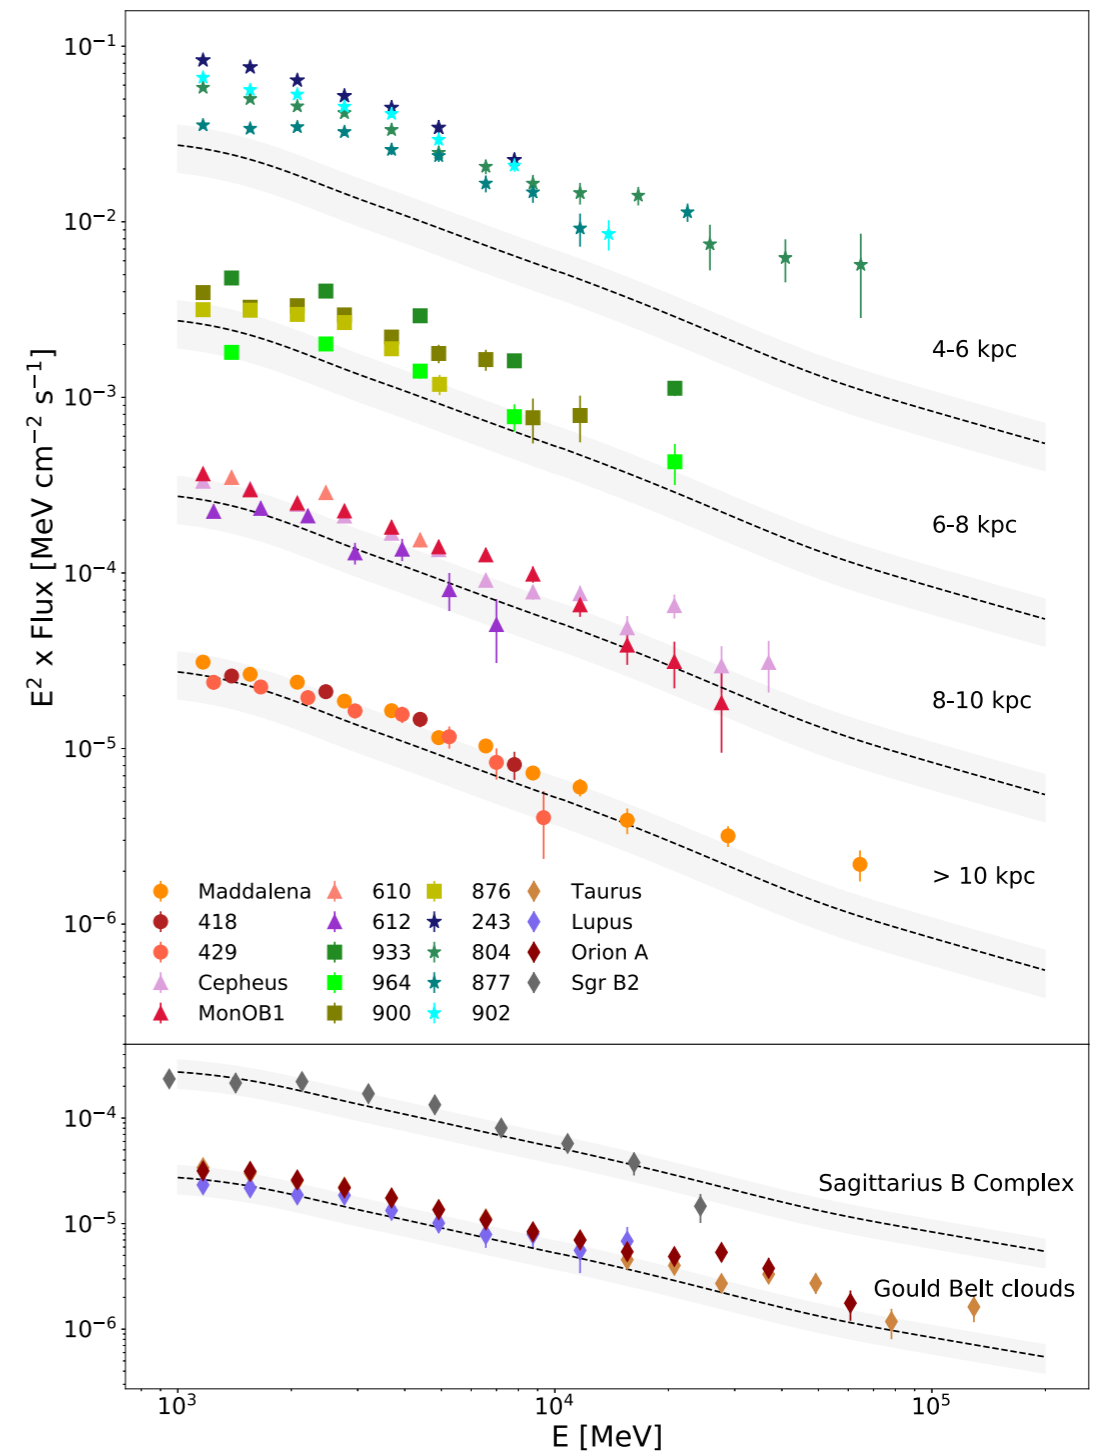 10⁻¹
10⁻²
4-6 kpc
10⁻³
6-8 kpc
10⁻⁴
8-10 kpc
10⁻⁵
> 10 kpc
10⁻⁶
E² x Flux [MeV cm⁻² s⁻¹]
Maddalena 610 876 Taurus
418 612 243 Lupus
429 933 804 Orion A
Cepheus 964 877 Sgr B2
MonOB1 900 902
10⁻⁴
Sagittarius B Complex
10⁻⁵
Gould Belt clouds
10⁻⁶
10³ 10⁴ 10⁵
E [MeV]